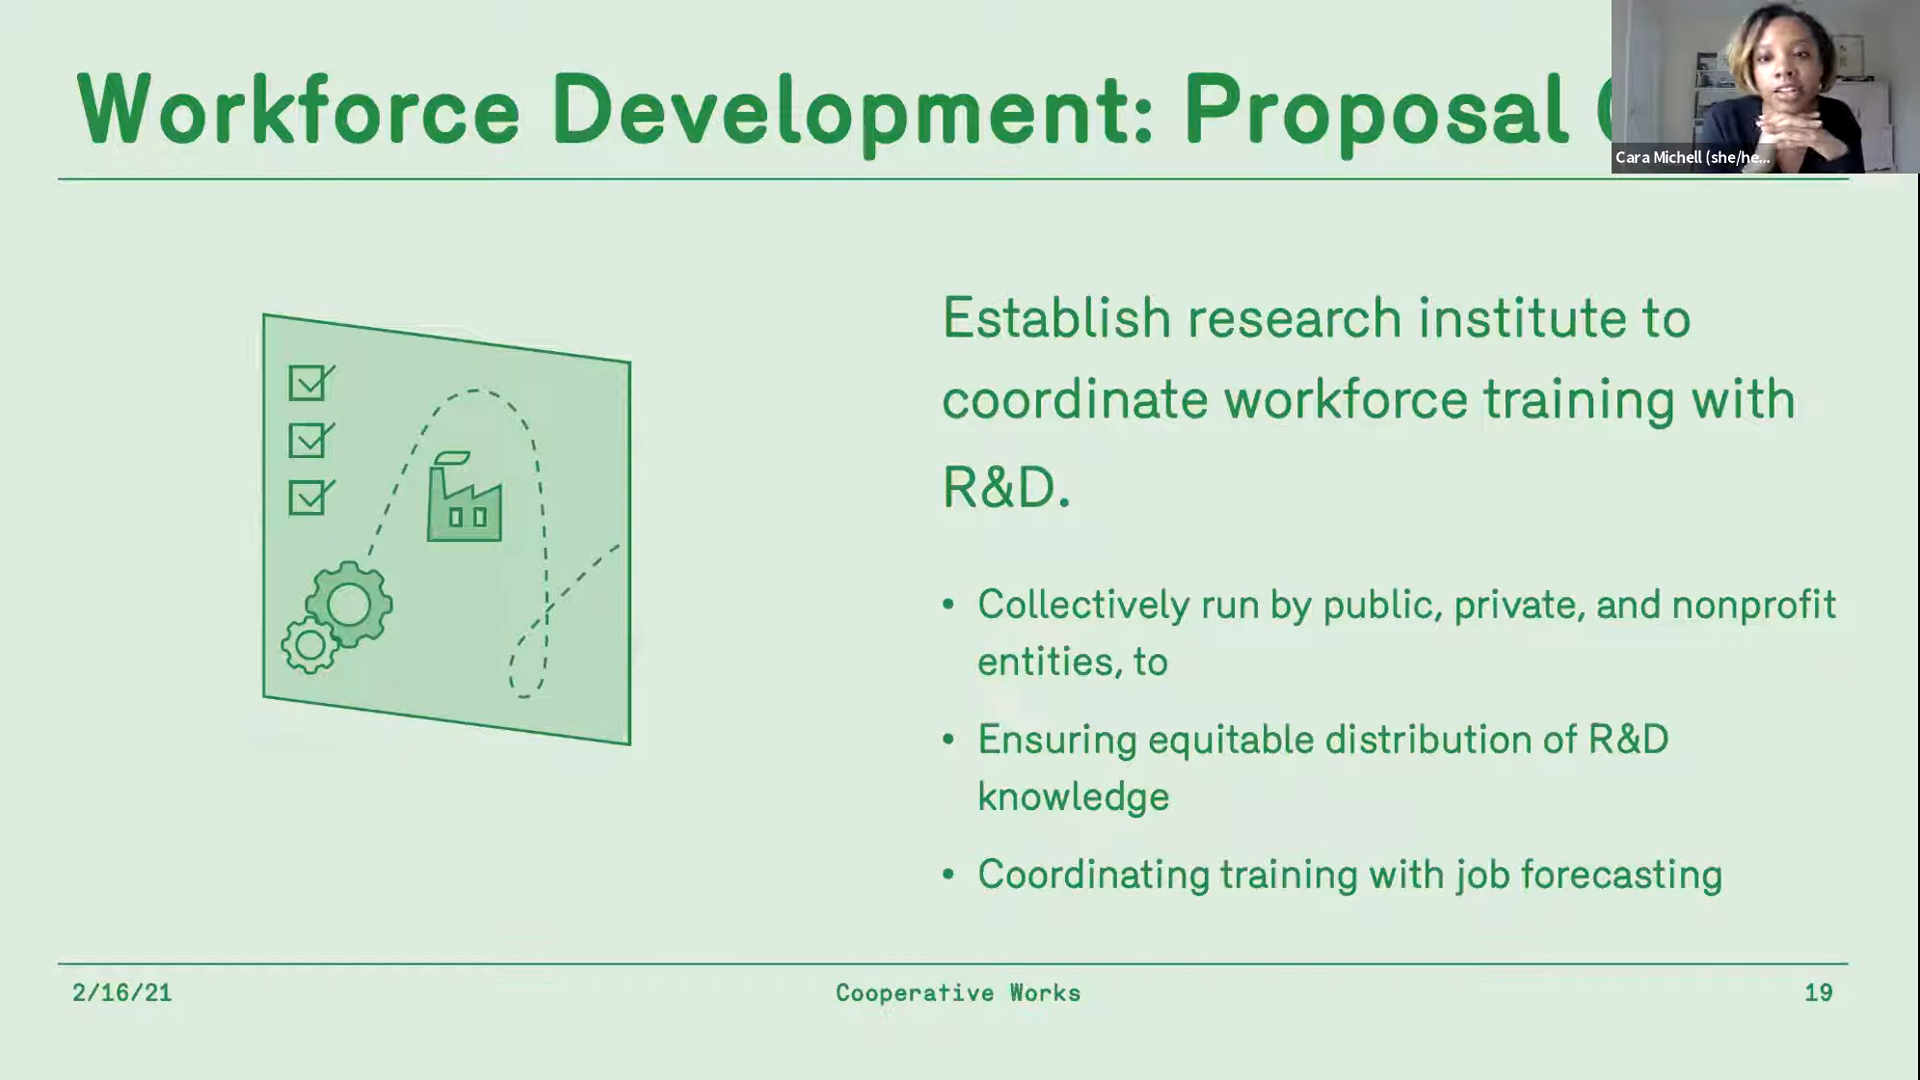 Workforce Development: Proposal
Cara Michell (she/he...
Establish research institute to
coordinate workforce training with
R&D.
• Collectively run by public, private, and nonprofit
entities, to
• Ensuring equitable distribution of R&D
knowledge
• Coordinating training with job forecasting
2/16/21
Cooperative Works
19